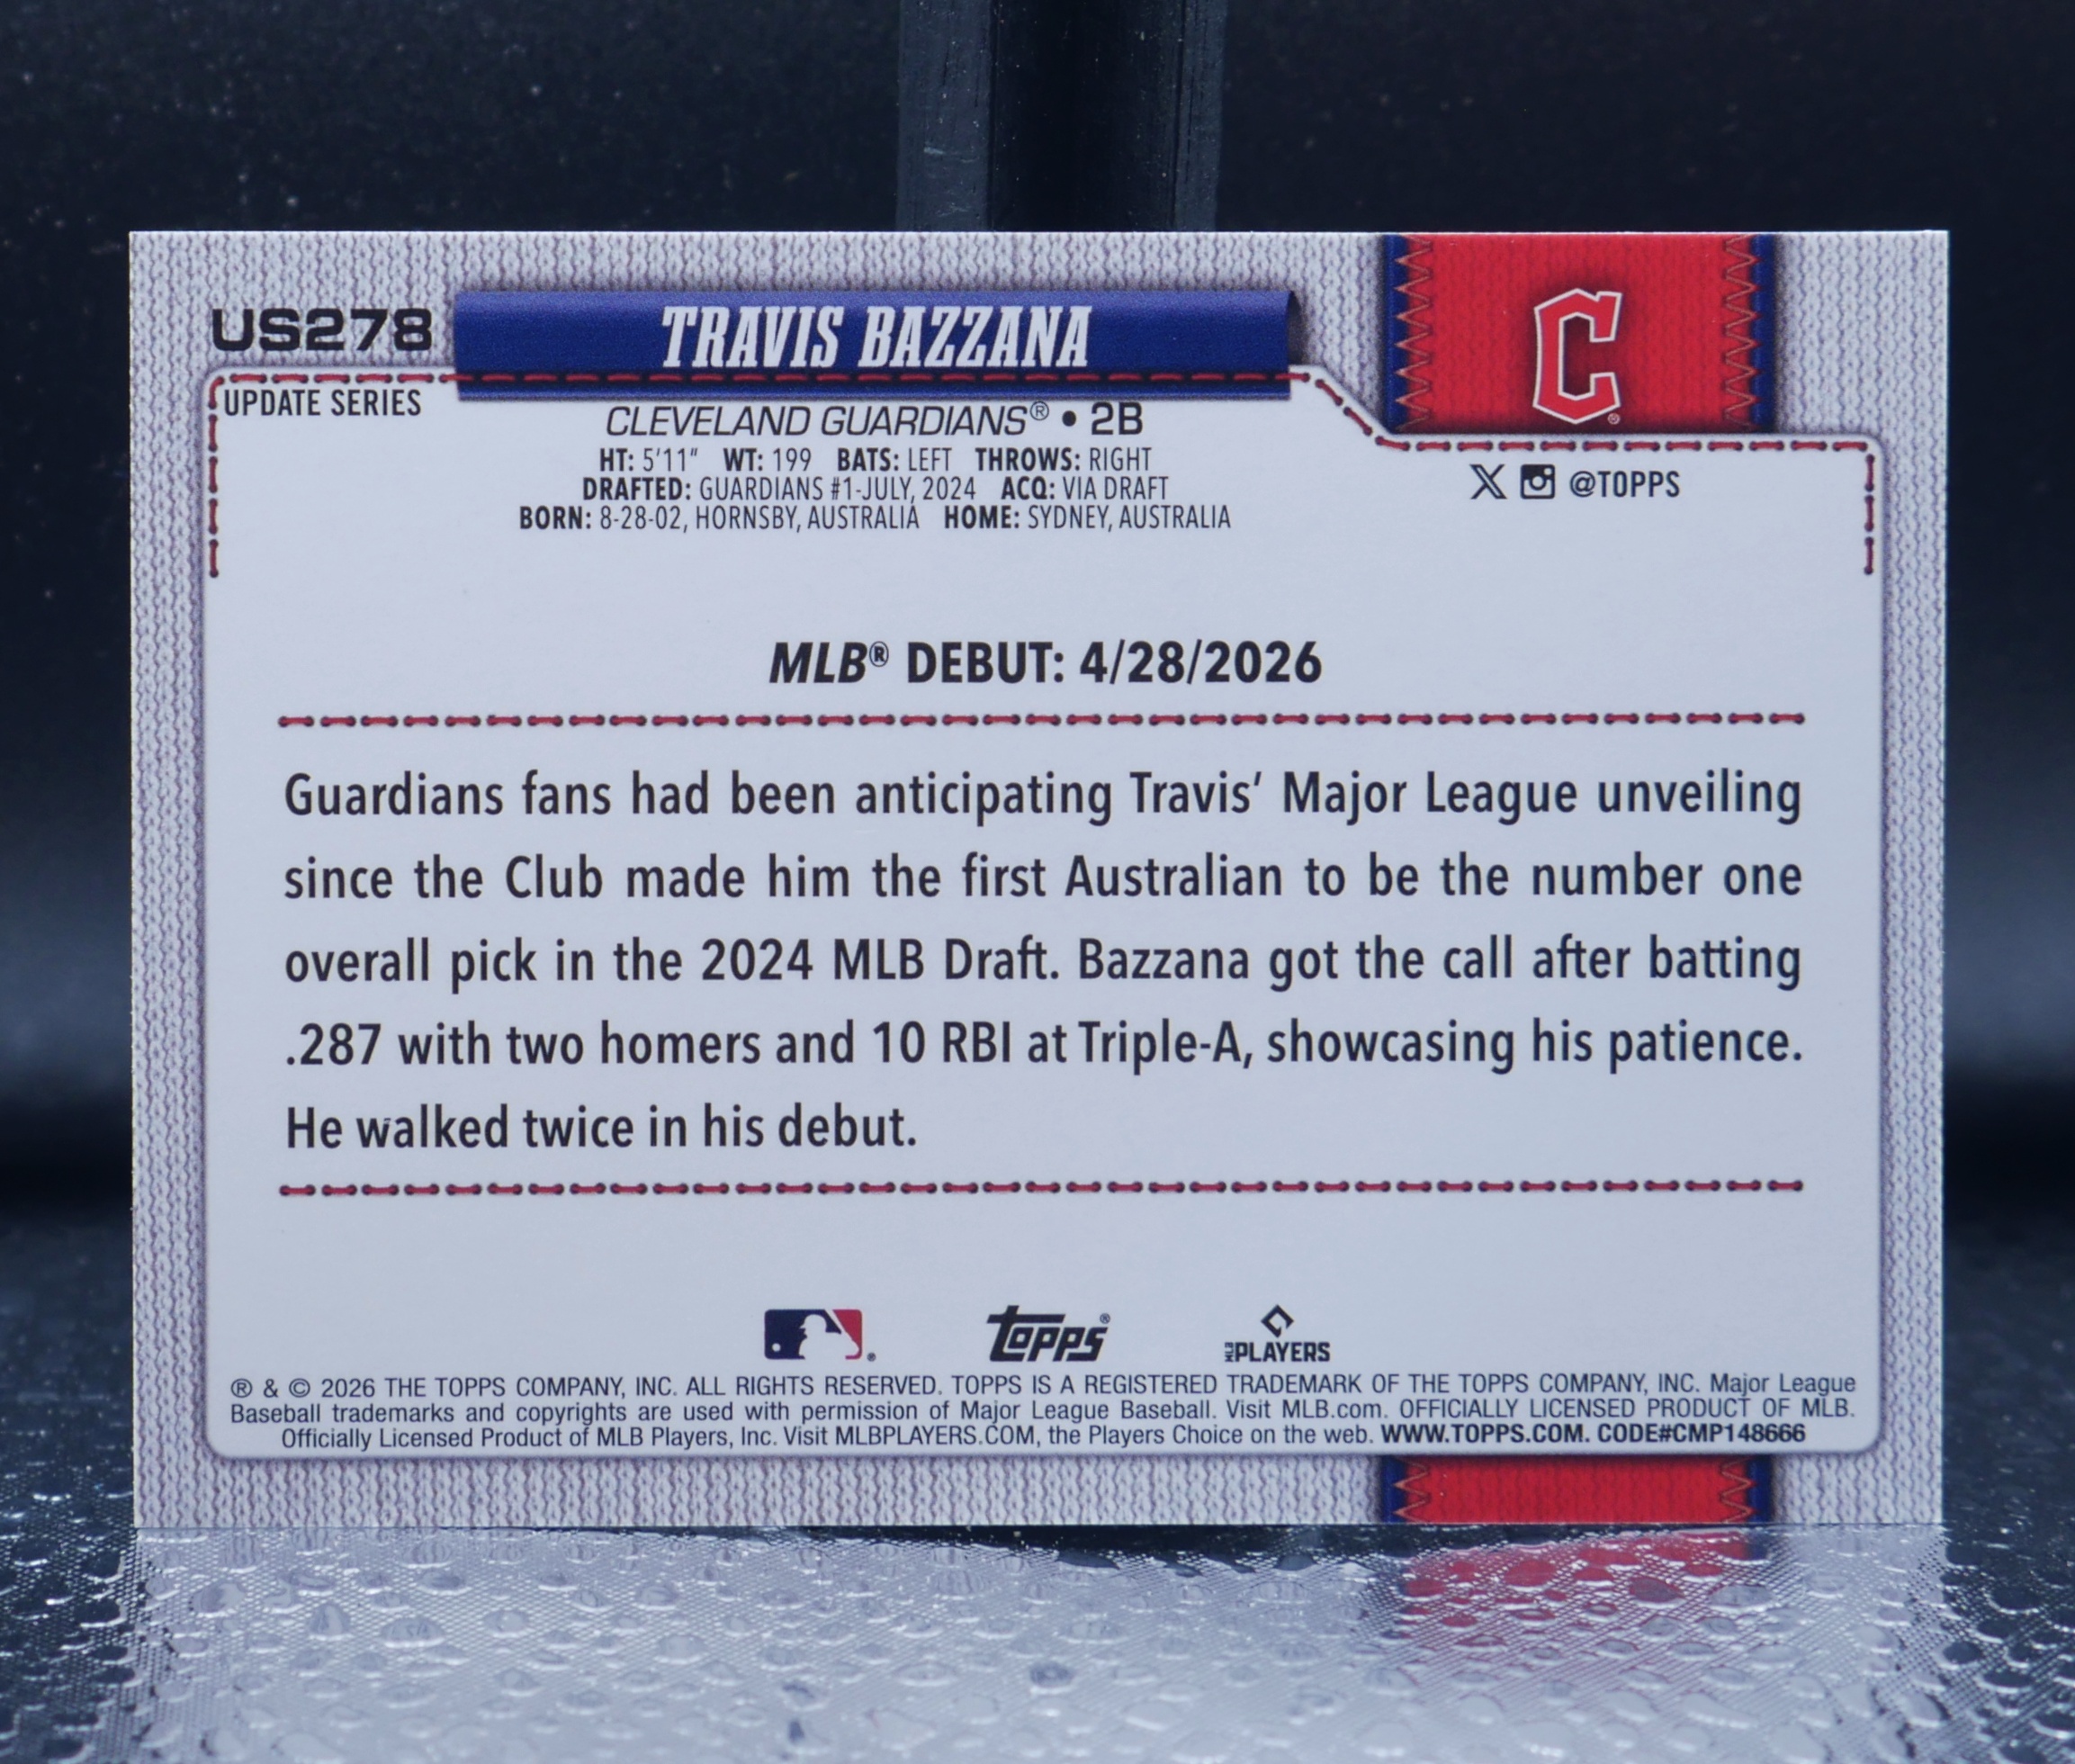 US278
TRAVIS BAZZANA
C
UPDATE SERIES
CLEVELAND GUARDIANS® • 2B
HT: 5'11" WT: 199 BATS: LEFT THROWS: RIGHT
DRAFTED: GUARDIANS #1-JULY, 2024 ACQ: VIA DRAFT
BORN: 8-28-02, HORNSBY, AUSTRALIA HOME: SYDNEY, AUSTRALIA
X @TOPPS
MLB® DEBUT: 4/28/2026
Guardians fans had been anticipating Travis' Major League unveiling
since the Club made him the first Australian to be the number one
overall pick in the 2024 MLB Draft. Bazzana got the call after batting
.287 with two homers and 10 RBI at Triple-A, showcasing his patience.
He walked twice in his debut.
Topps®
MLB PLAYERS
® & © 2026 THE TOPPS COMPANY, INC. ALL RIGHTS RESERVED. TOPPS IS A REGISTERED TRADEMARK OF THE TOPPS COMPANY, INC. Major League
Baseball trademarks and copyrights are used with permission of Major League Baseball. Visit MLB.com. OFFICIALLY LICENSED PRODUCT OF MLB.
Officially Licensed Product of MLB Players, Inc. Visit MLBPLAYERS.COM, the Players Choice on the web. WWW.TOPPS.COM. CODE#CMP148666